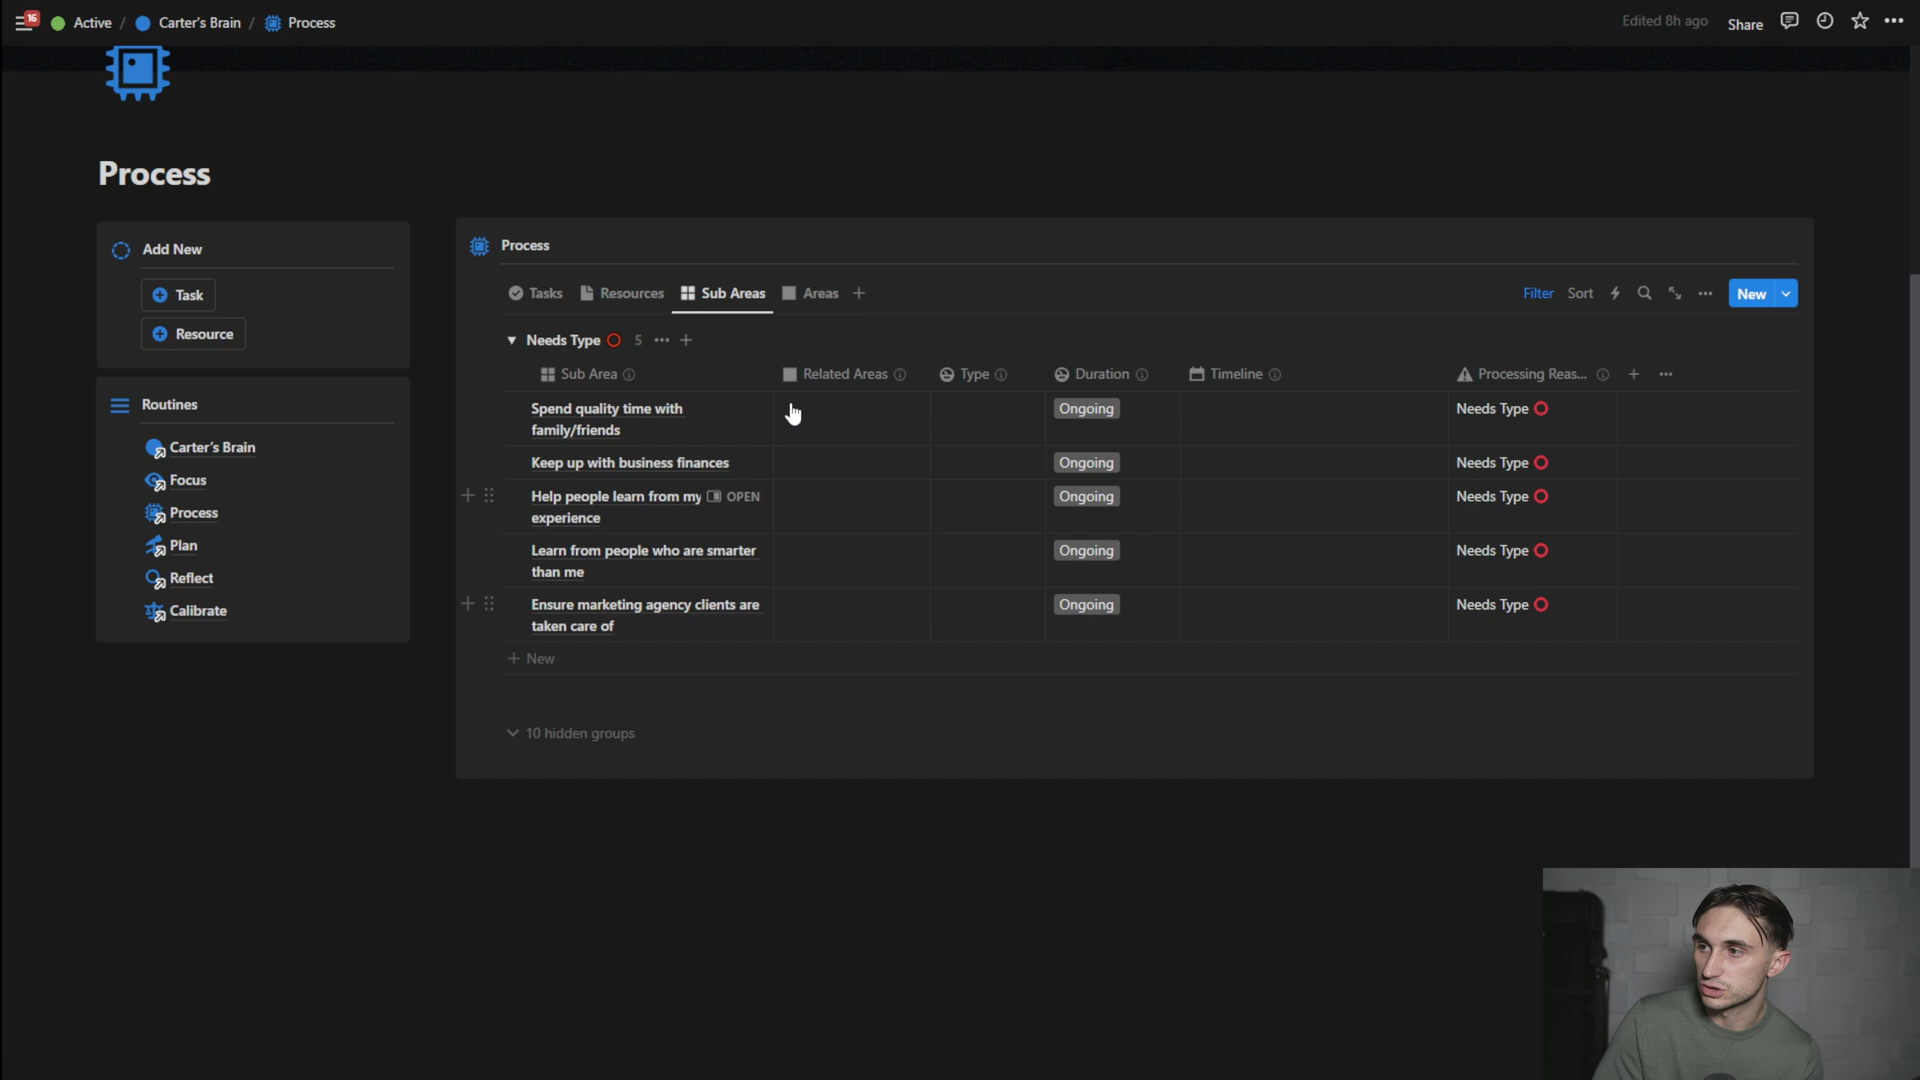 16
Active / Carter's Brain / Process
Edited 8h ago
Share
Process
Add New
Task
Resource
Routines
Carter's Brain
Focus
Process
Plan
Reflect
Calibrate
Process
Tasks Resources Sub Areas Areas
Filter Sort New
Needs Type 5
Sub Area Related Areas Type Duration Timeline Processing Reas...
Spend quality time with
family/friends
Ongoing
Needs Type
Keep up with business finances
Ongoing
Needs Type
Help people learn from my OPEN
experience
Ongoing
Needs Type
Learn from people who are smarter
than me
Ongoing
Needs Type
Ensure marketing agency clients are
taken care of
Ongoing
Needs Type
New
10 hidden groups